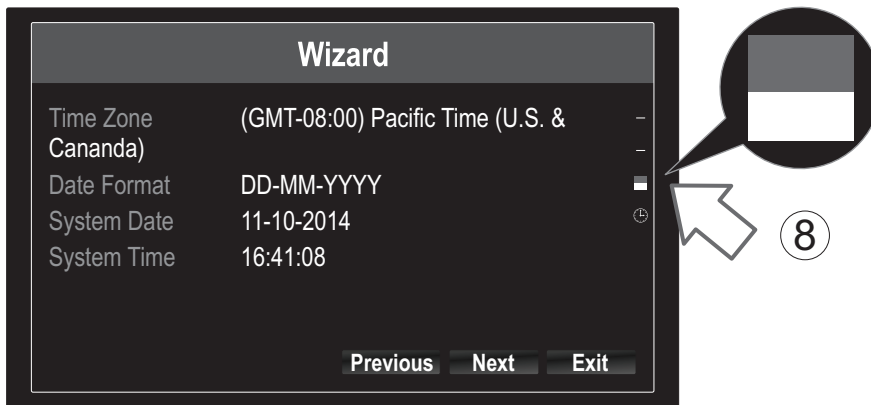 Wizard
Time Zone (GMT-08:00) Pacific Time (U.S. & –
Cananda) –
Date Format DD-MM-YYYY
System Date 11-10-2014
System Time 16:41:08
Previous Next Exit
8